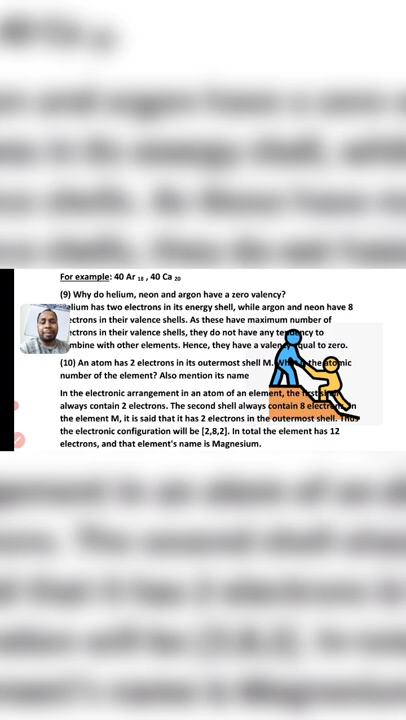 For example: 40 Ar 18 , 40 Ca 20
(9) Why do helium, neon and argon have a zero valency?
elium has two electrons in its energy shell, while argon and neon have 8
ectrons in their valence shells. As these have maximum number of
ectrons in their valence shells, they do not have any tendency to
mbine with other elements. Hence, they have a valency equal to zero.
(10) An atom has 2 electrons in its outermost shell M. What is the atomic
number of the element? Also mention its name
In the electronic arrangement in an atom of an element, the first shell
always contain 2 electrons. The second shell always contain 8 electrons. In
the element M, it is said that it has 2 electrons in the outermost shell. Thus
the electronic configuration will be [2,8,2]. In total the element has 12
electrons, and that element's name is Magnesium.